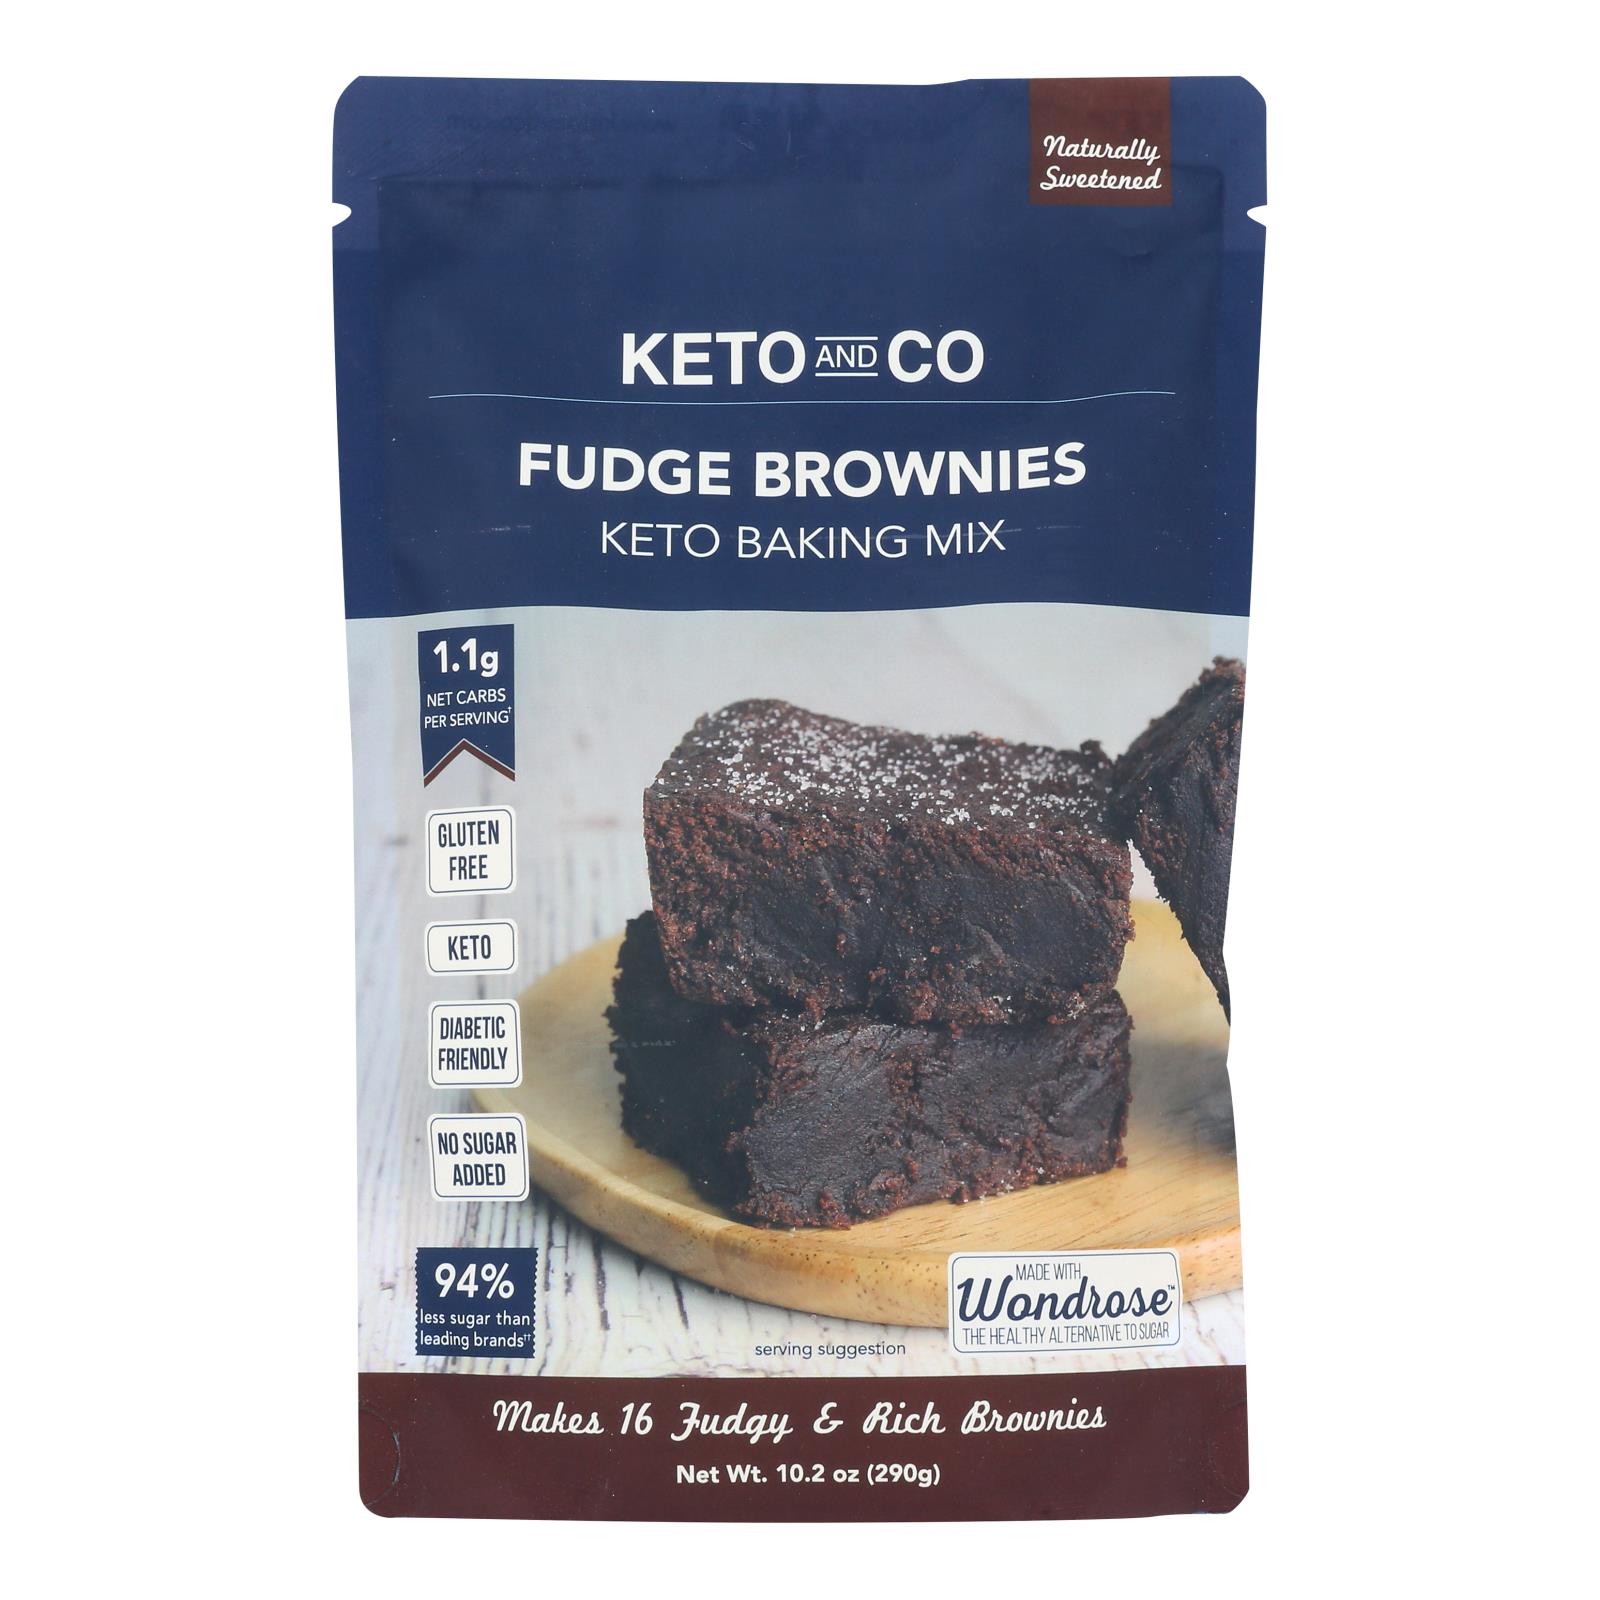 Naturally
Sweetened
KETO AND CO
FUDGE BROWNIES
KETO BAKING MIX
1.1g
NET CARBS
PER SERVING†
GLUTEN
FREE
KETO
DIABETIC
FRIENDLY
NO SUGAR
ADDED
94%
less sugar than
leading brands††
serving suggestion
MADE WITH
Wondrose™
THE HEALTHY ALTERNATIVE TO SUGAR
Makes 16 Fudgy & Rich Brownies
Net Wt. 10.2 oz (290g)